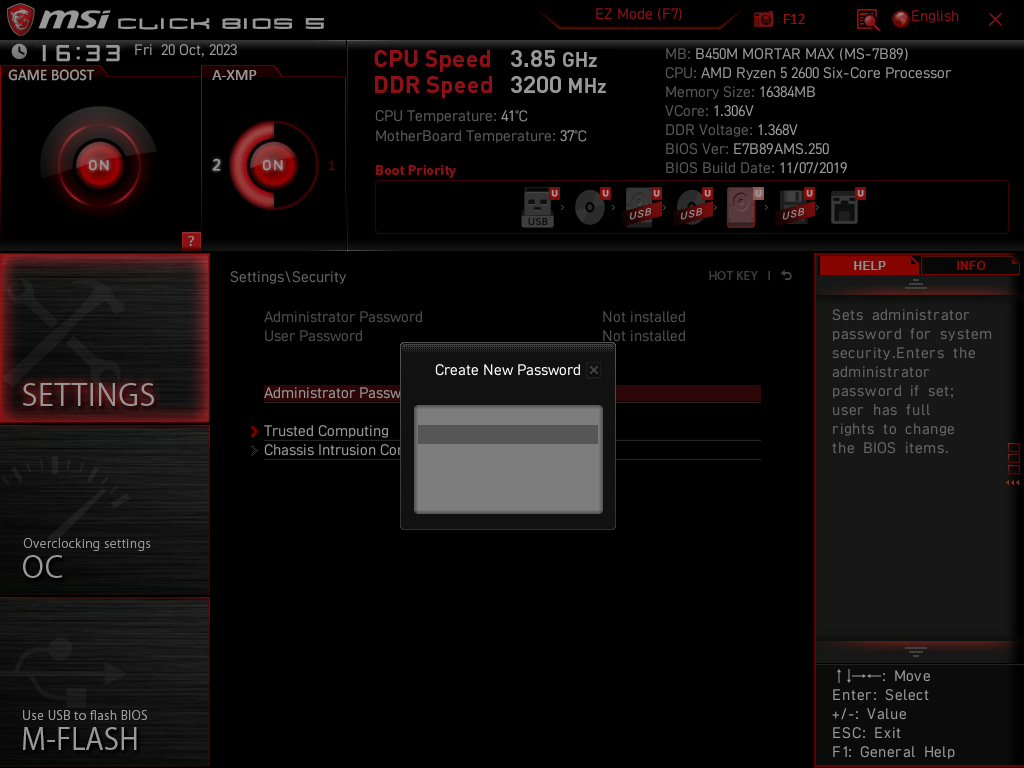 msi CLICK BIOS 5
EZ Mode (F7)
: F12
English
16:33 Fri 20 Oct, 2023
GAME BOOST
ON
?
A-XMP
2 ON 1
CPU Speed 3.85 GHz
DDR Speed 3200 MHz
CPU Temperature: 41°C
MotherBoard Temperature: 37°C
MB: B450M MORTAR MAX (MS-7B89)
CPU: AMD Ryzen 5 2600 Six-Core Processor
Memory Size: 16384MB
VCore: 1.306V
DDR Voltage: 1.368V
BIOS Ver: E7B89AMS.250
BIOS Build Date: 11/07/2019
Boot Priority
U U U U U U U
USB USB USB USB
SETTINGS
Overclocking settings
OC
Use USB to flash BIOS
M-FLASH
Settings\Security
HOT KEY |
Administrator Password Not installed
User Password Not installed
Administrator Passw
Trusted Computing
Chassis Intrusion Co
Create New Password
HELP INFO
Sets administrator
password for system
security.Enters the
administrator
password if set;
user has full
rights to change
the BIOS items.
↑↓→←: Move
Enter: Select
+/-: Value
ESC: Exit
F1: General Help